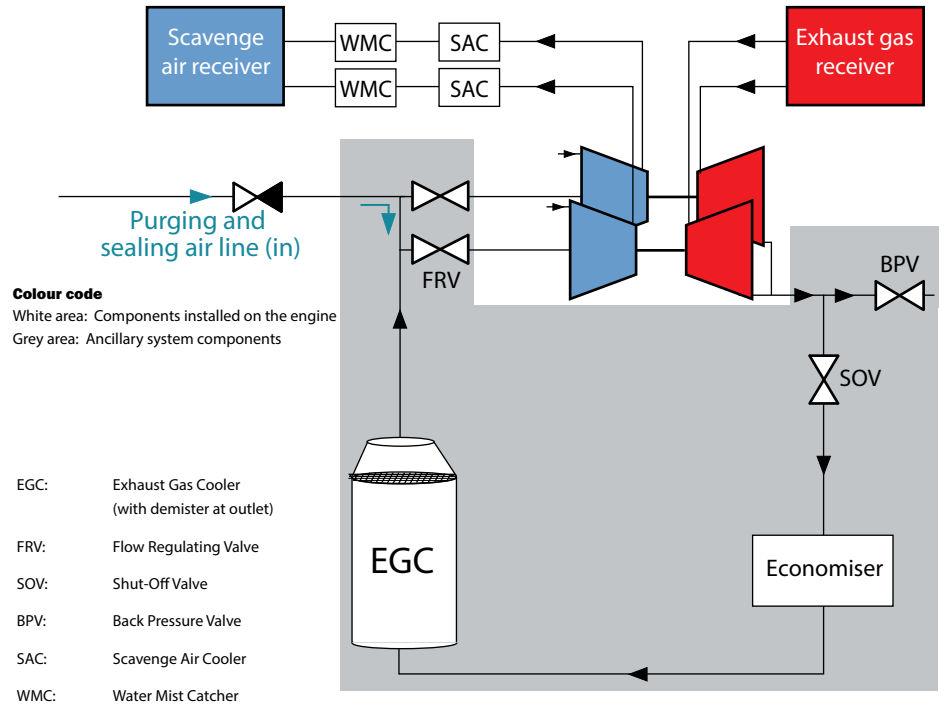 Scavenge
air receiver
WMC
SAC
WMC
SAC
Exhaust gas
receiver
Purging and
sealing air line (in)
FRV
BPV
SOV
Colour code
White area: Components installed on the engine
Grey area: Ancillary system components
EGC
Economiser
EGC: Exhaust Gas Cooler
(with demister at outlet)
FRV: Flow Regulating Valve
SOV: Shut-Off Valve
BPV: Back Pressure Valve
SAC: Scavenge Air Cooler
WMC: Water Mist Catcher